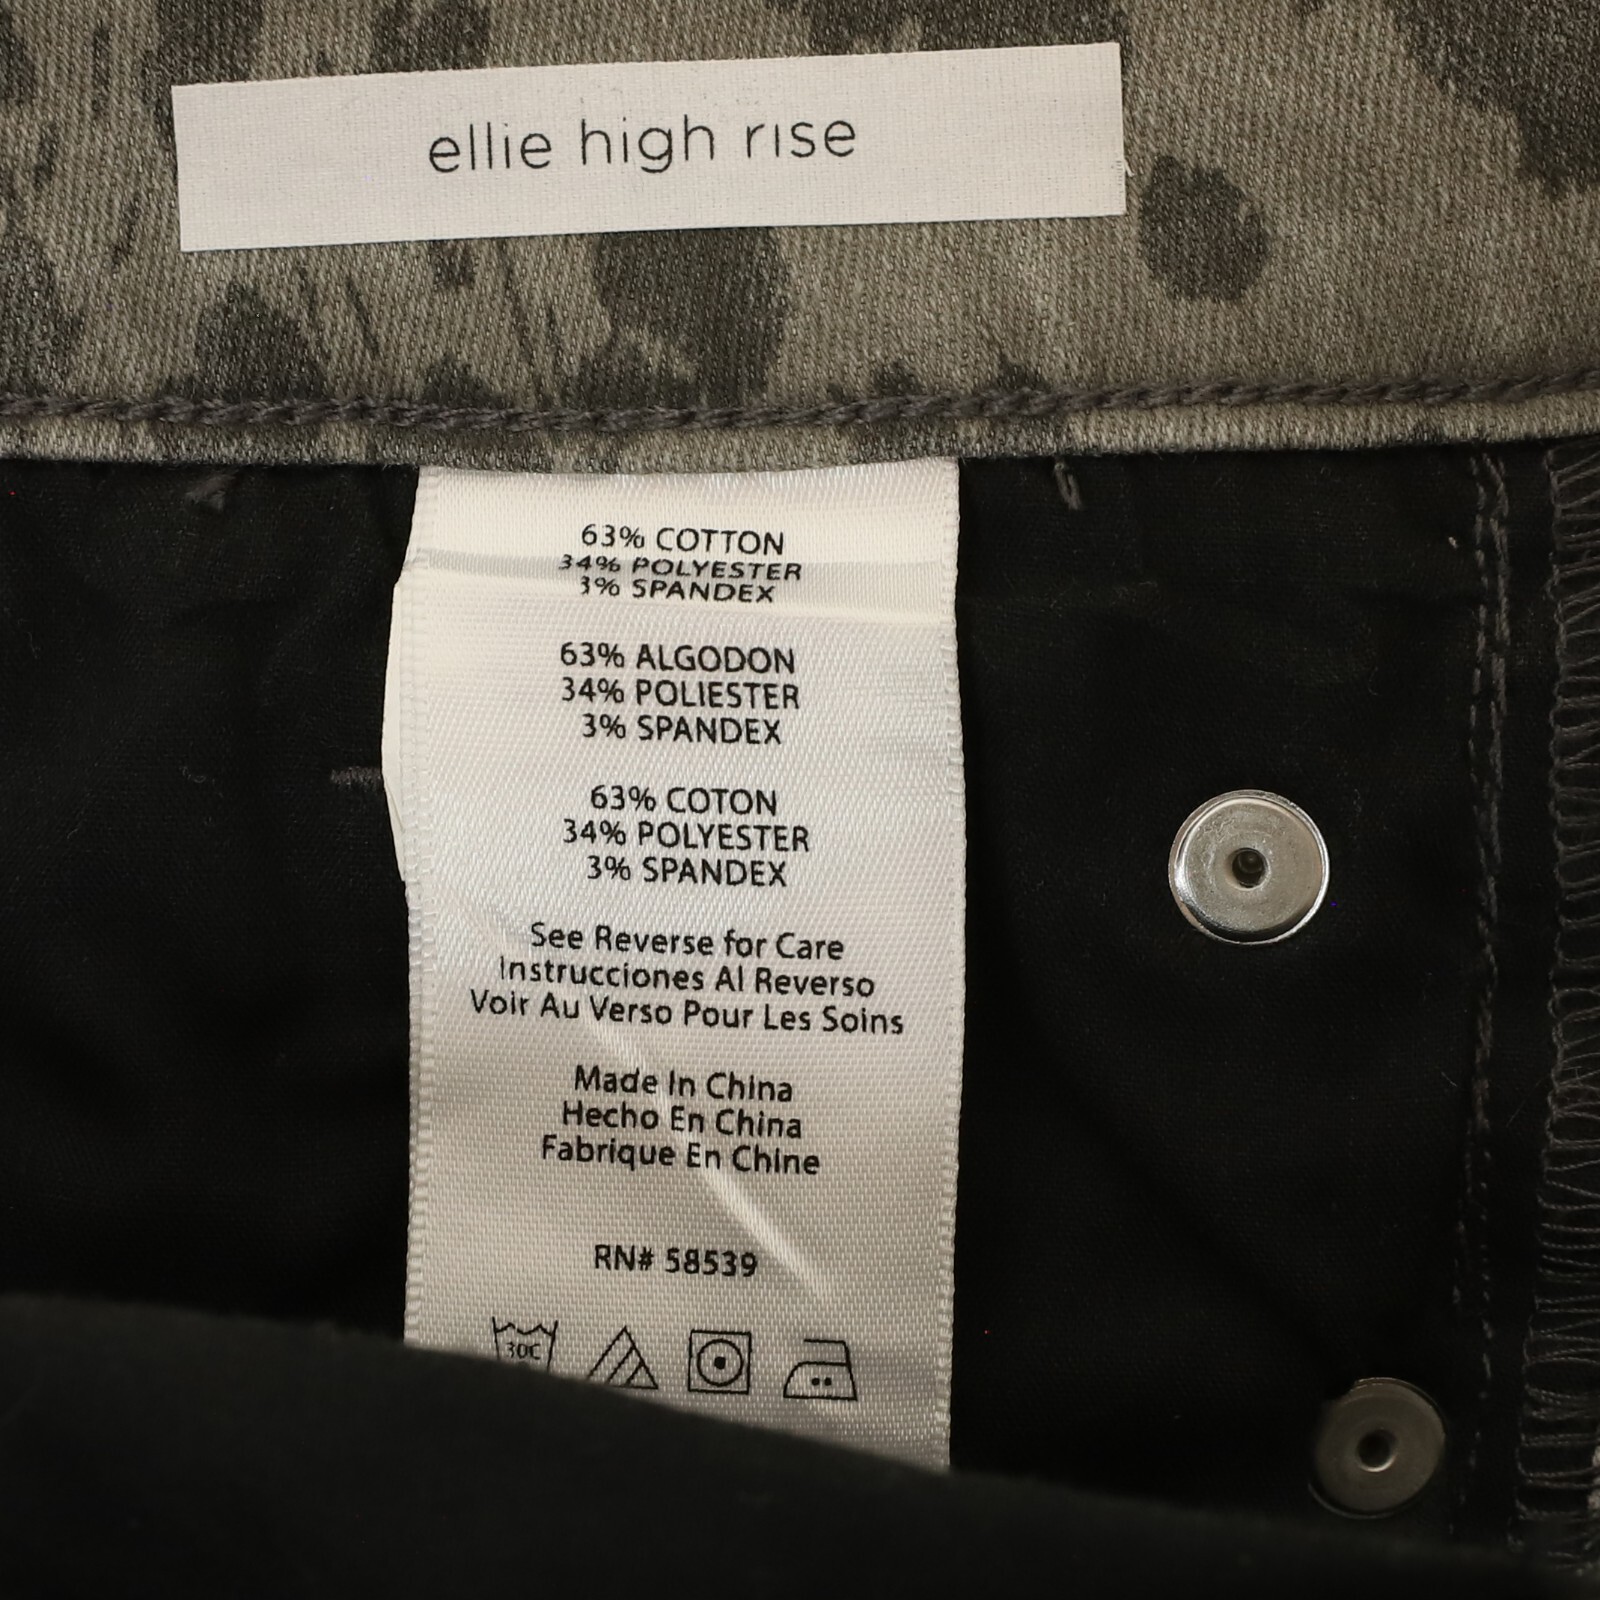 ellie high rise
63% COTTON
34% POLYESTER
3% SPANDEX
63% ALGODON
34% POLIESTER
3% SPANDEX
63% COTON
34% POLYESTER
3% SPANDEX
See Reverse for Care
Instrucciones Al Reverso
Voir Au Verso Pour Les Soins
Made In China
Hecho En China
Fabrique En Chine
RN# 58539
30C